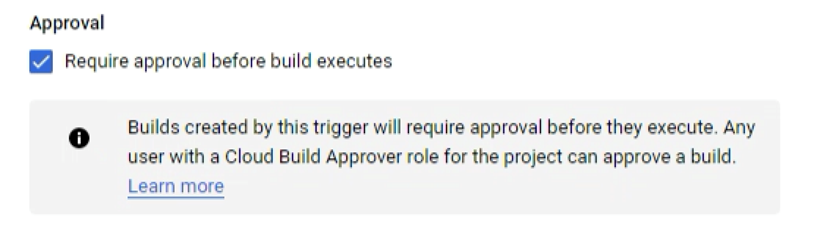 Approval
Require approval before build executes
Builds created by this trigger will require approval before they execute. Any
user with a Cloud Build Approver role for the project can approve a build.
Learn more